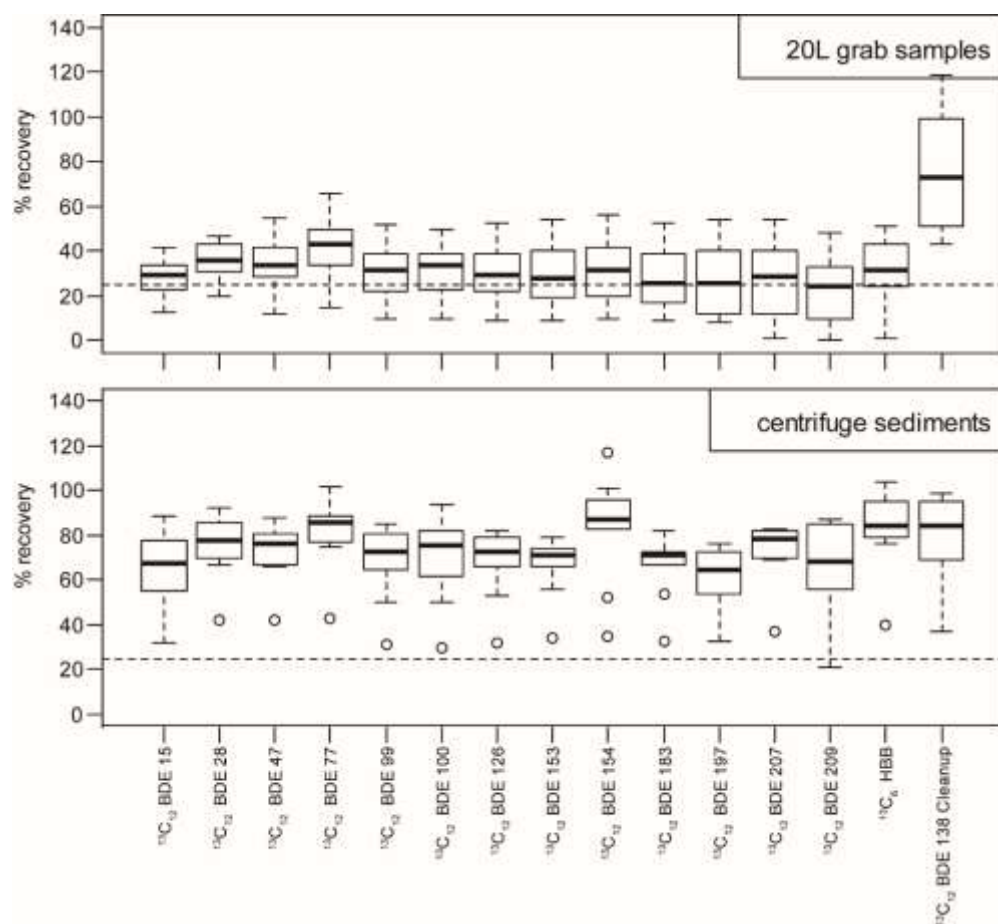 20L grab samples
% recovery
140
120
100
80
60
40
20
0
centrifuge sediments
% recovery
140
120
100
80
60
40
20
0
¹³C₁₂ BDE 15
¹³C₁₂ BDE 28
¹³C₁₂ BDE 47
¹³C₁₂ BDE 77
¹³C₁₂ BDE 99
¹³C₁₂ BDE 100
¹³C₁₂ BDE 126
¹³C₁₂ BDE 153
¹³C₁₂ BDE 154
¹³C₁₂ BDE 183
¹³C₁₂ BDE 197
¹³C₁₂ BDE 207
¹³C₁₂ BDE 209
¹³C₆ HBB
¹³C₁₂ BDE 138 Cleanup